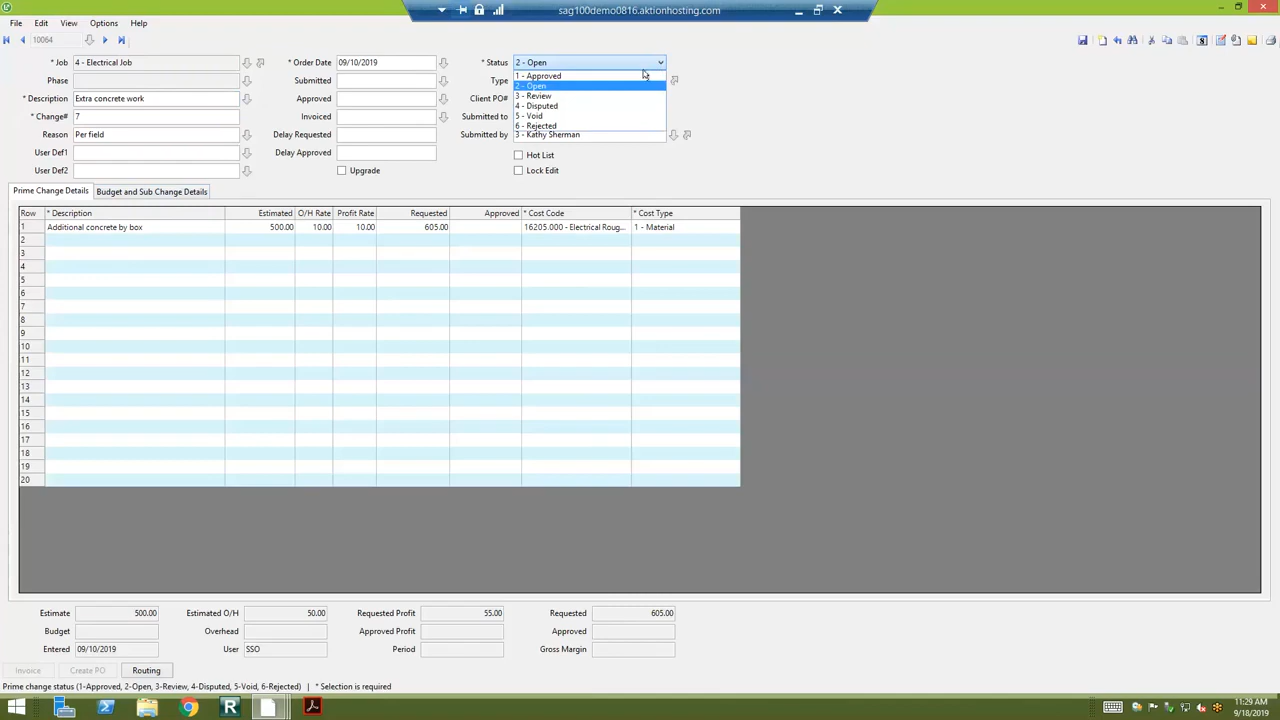 sag100demo0816.aktionhosting.com
File Edit View Options Help
10064
* Job 4 - Electrical Job * Order Date 09/10/2019 * Status 2 - Open
Phase Submitted Type 1 - Approved
2 - Open
* Description Extra concrete work Approved Client PO# 3 - Review
4 - Disputed
* Change# 7 Invoiced Submitted to 5 - Void
6 - Rejected
Reason Per field Delay Requested Submitted by 3 - Kathy Sherman
User Def1 Delay Approved Hot List
User Def2 Upgrade Lock Edit
Prime Change Details Budget and Sub Change Details
Row * Description Estimated O/H Rate Profit Rate Requested Approved * Cost Code * Cost Type
1 Additional concrete by box 500.00 10.00 10.00 605.00 16205.000 - Electrical Roug... 1 - Material
2
3
4
5
6
7
8
9
10
11
12
13
14
15
16
17
18
19
20
Estimate 500.00 Estimated O/H 50.00 Requested Profit 55.00 Requested 605.00
Budget Overhead Approved Profit Approved
Entered 09/10/2019 User SSO Period Gross Margin
Invoice Create PO Routing
Prime change status (1-Approved, 2-Open, 3-Review, 4-Disputed, 5-Void, 6-Rejected) | * Selection is required
11:29 AM
9/18/2019